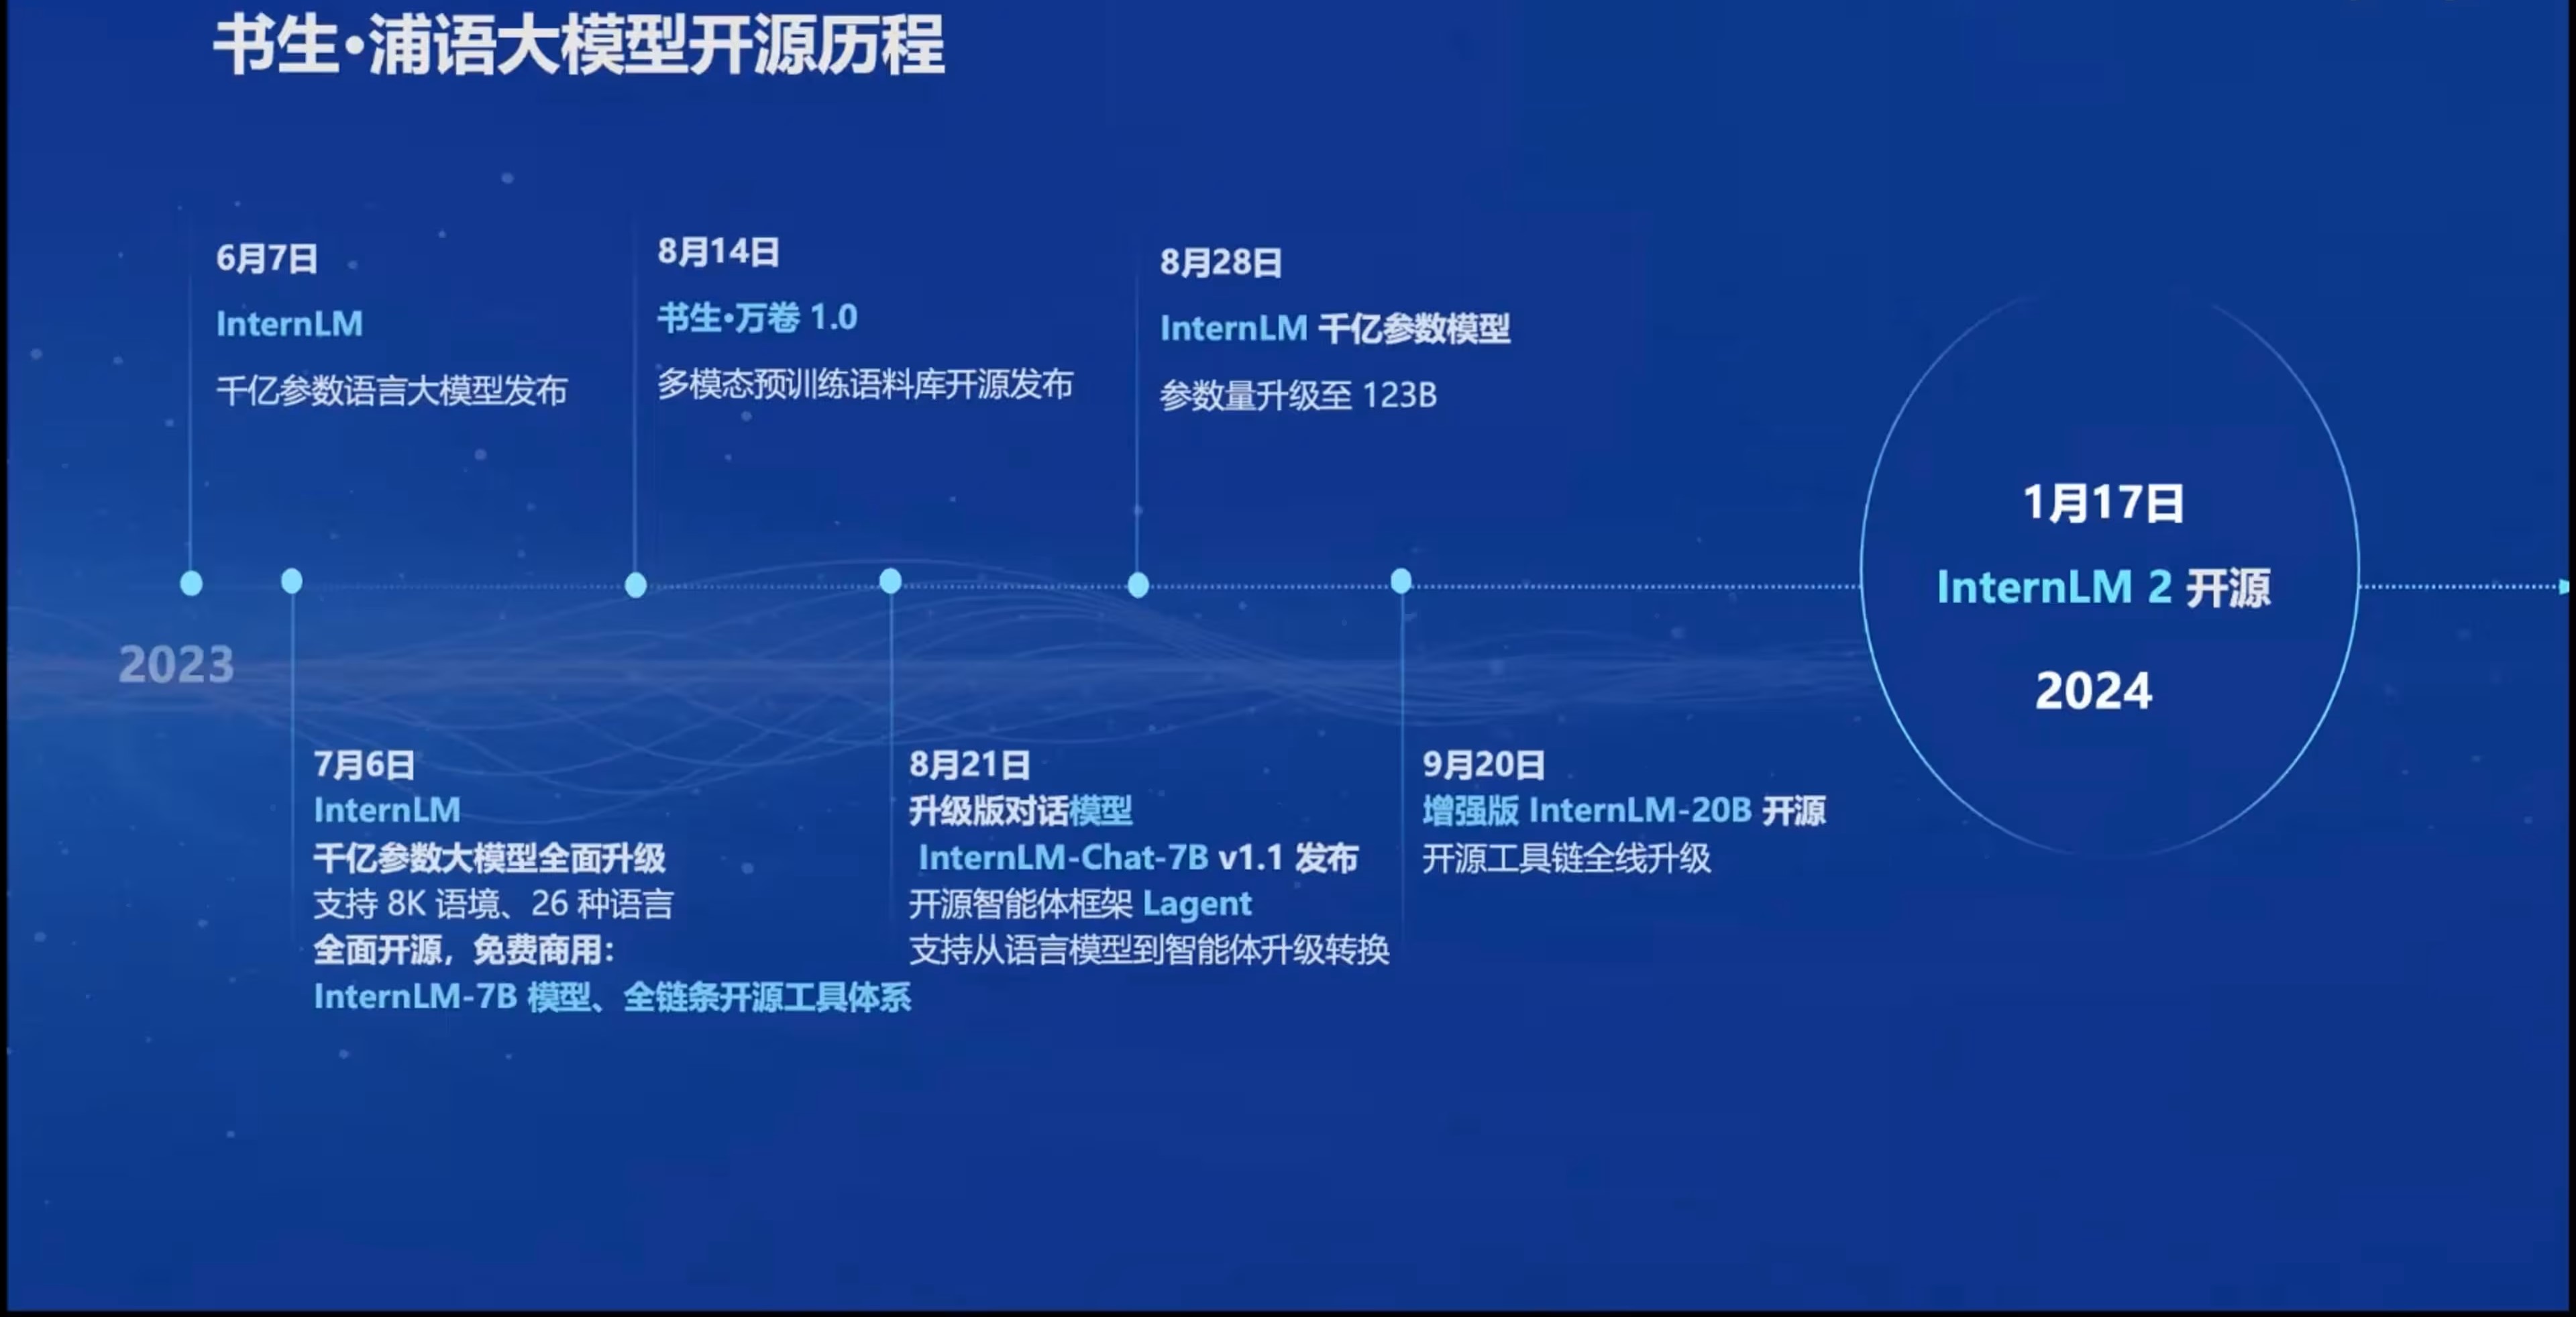 书生•浦语大模型开源历程
6月7日
InternLM
千亿参数语言大模型发布
8月14日
书生•万卷 1.0
多模态预训练语料库开源发布
8月28日
InternLM 千亿参数模型
参数量升级至 123B
1月17日
InternLM 2 开源
2024
2023
7月6日
InternLM
千亿参数大模型全面升级
支持 8K 语境、26 种语言
全面开源，免费商用：
InternLM-7B 模型、全链条开源工具体系
8月21日
升级版对话模型
InternLM-Chat-7B v1.1 发布
开源智能体框架 Lagent
支持从语言模型到智能体升级转换
9月20日
增强版 InternLM-20B 开源
开源工具链全线升级